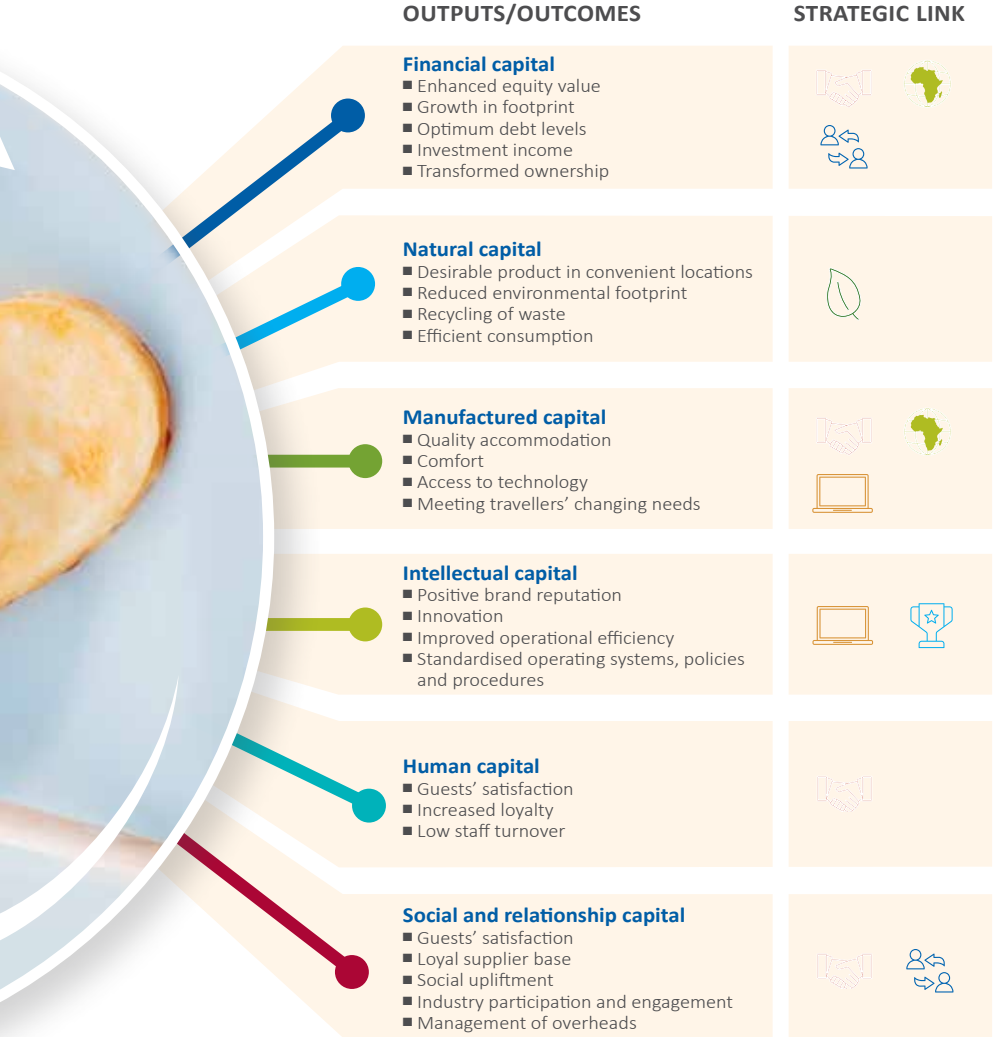 OUTPUTS/OUTCOMES
STRATEGIC LINK
Financial capital
■ Enhanced equity value
■ Growth in footprint
■ Optimum debt levels
■ Investment income
■ Transformed ownership
Natural capital
■ Desirable product in convenient locations
■ Reduced environmental footprint
■ Recycling of waste
■ Efficient consumption
Manufactured capital
■ Quality accommodation
■ Comfort
■ Access to technology
■ Meeting travellers’ changing needs
Intellectual capital
■ Positive brand reputation
■ Innovation
■ Improved operational efficiency
■ Standardised operating systems, policies
and procedures
Human capital
■ Guests’ satisfaction
■ Increased loyalty
■ Low staff turnover
Social and relationship capital
■ Guests’ satisfaction
■ Loyal supplier base
■ Social upliftment
■ Industry participation and engagement
■ Management of overheads